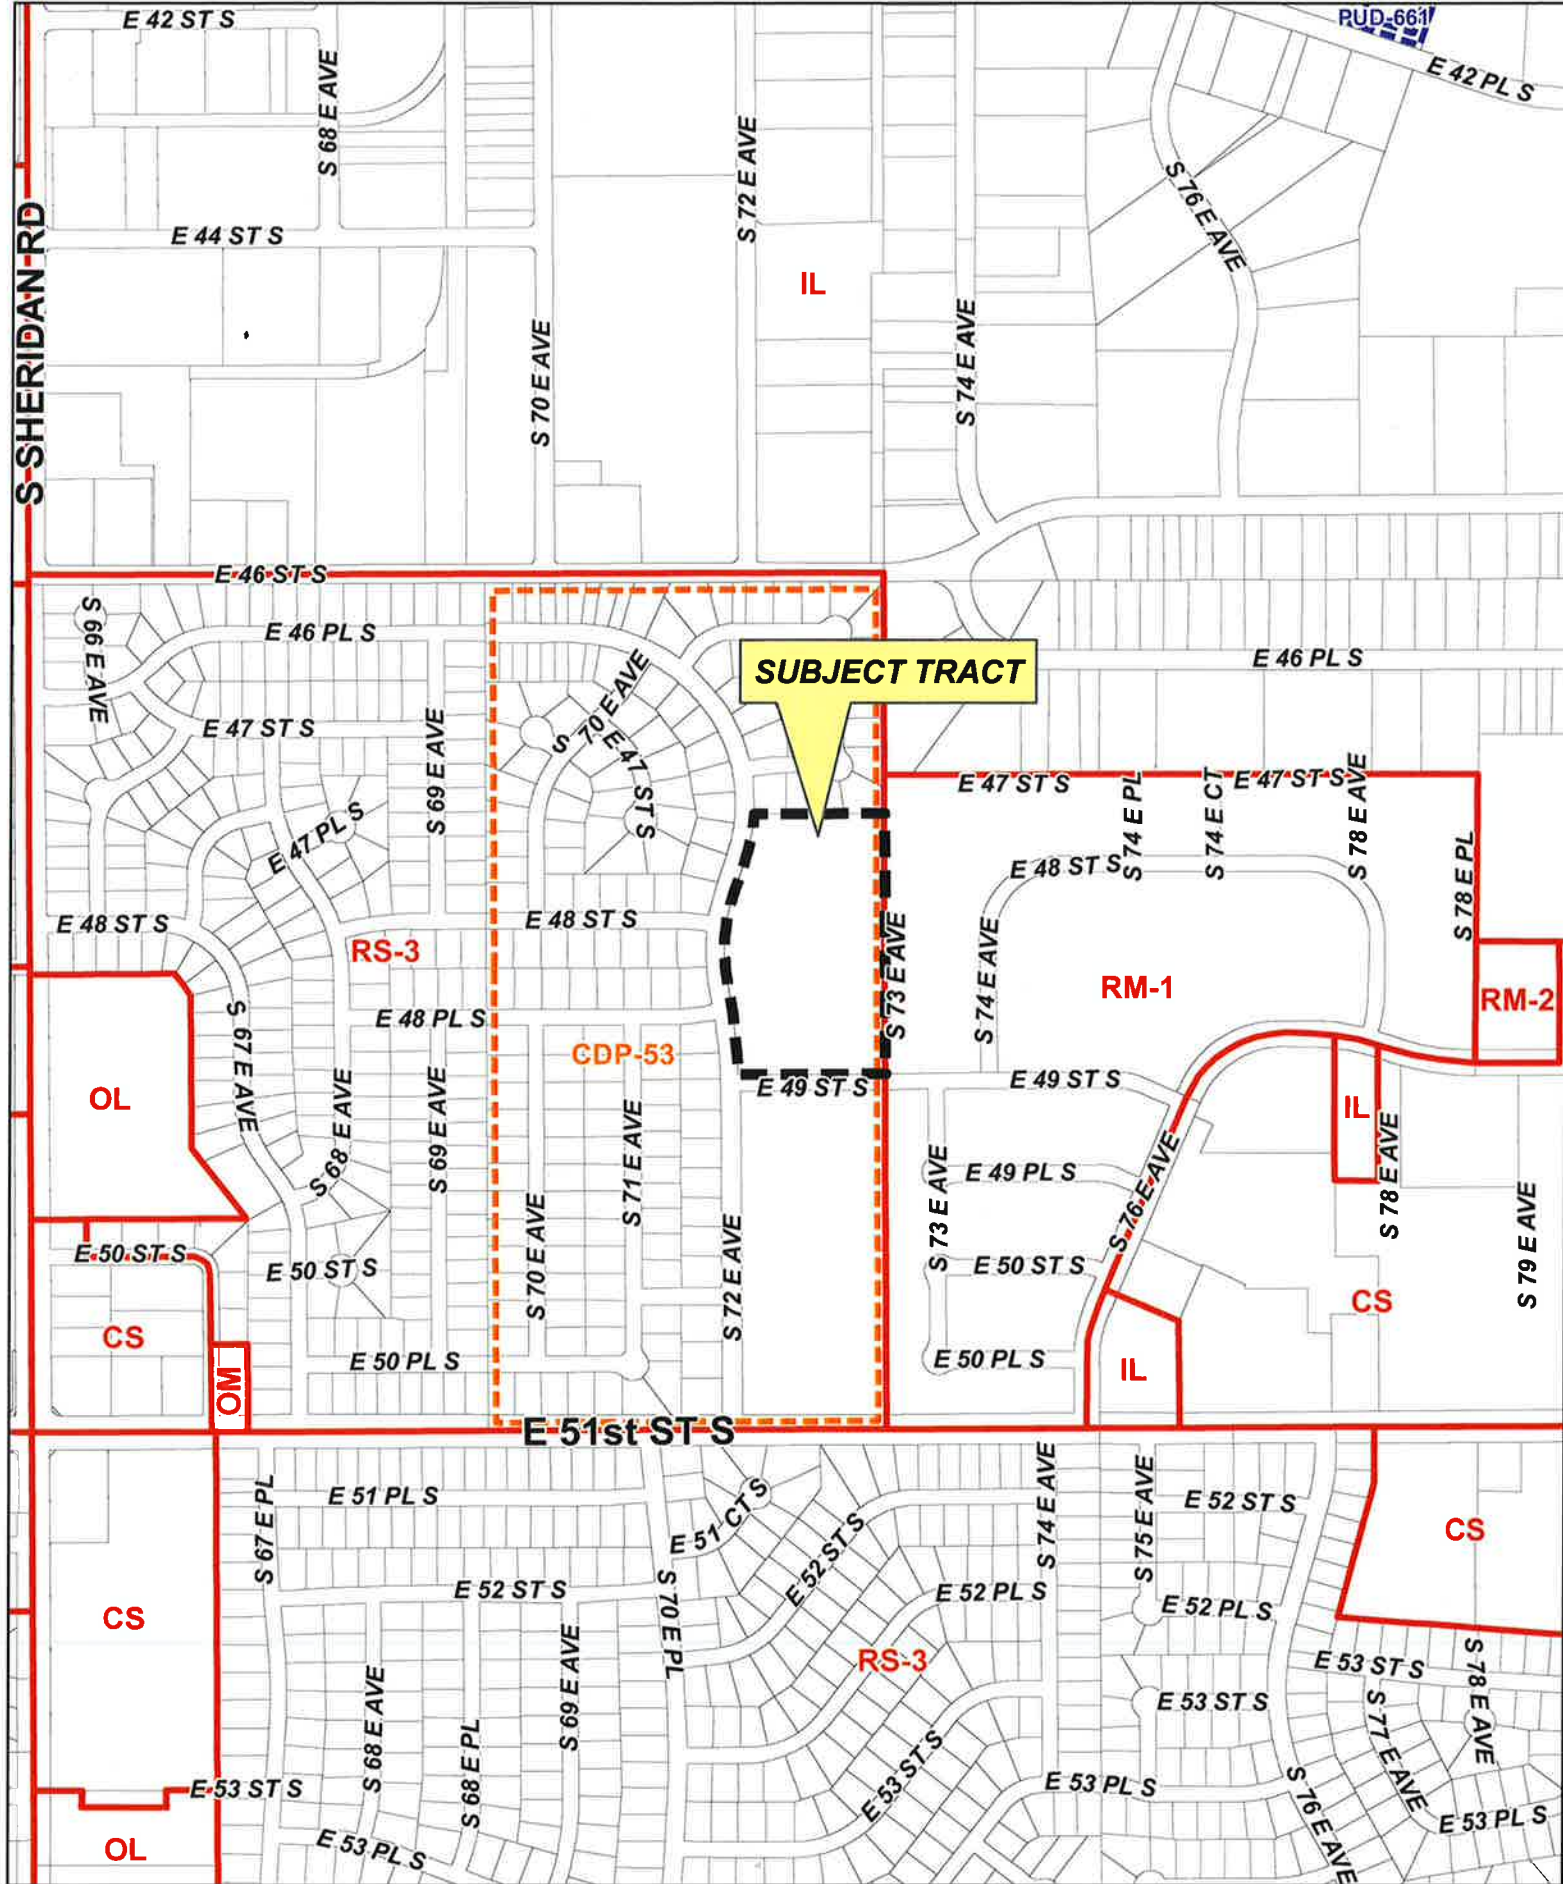 PUD-661
E 42 ST S
E 42 PL S
S 68 E AVE
S 72 E AVE
S 76 E AVE
S SHERIDAN RD
E 44 ST S
IL
S 70 E AVE
S 74 E AVE
E 46 ST S
S 66 E AVE
E 46 PL S
SUBJECT TRACT
E 46 PL S
S 70 E AVE
E 47 ST S
S 69 E AVE
E 47 ST S
E 47 ST S
E 47 ST S
S 74 E PL
S 74 E CT
S 78 E AVE
E 47 PL S
E 48 ST S
S 78 E PL
E 48 ST S
E 48 ST S
RS-3
S 73 E AVE
S 74 E AVE
RM-1
RM-2
S 67 E AVE
E 48 PL S
CDP-53
E 49 ST S
E 49 ST S
OL
IL
S 68 E AVE
S 69 E AVE
S 71 E AVE
S 73 E AVE
E 49 PL S
S 76 E AVE
S 78 E AVE
S 79 E AVE
S 70 E AVE
S 72 E AVE
E 50 ST S
E 50 ST S
E 50 ST S
CS
CS
E 50 PL S
E 50 PL S
IL
OM
E 51st ST S
E 51 PL S
S 67 E PL
E 51 CT S
S 74 E AVE
S 75 E AVE
E 52 ST S
E 52 ST S
CS
E 52 ST S
S 70 E PL
E 52 PL S
E 52 PL S
CS
S 69 E AVE
RS-3
E 53 ST S
S 78 E AVE
S 68 E AVE
S 68 E PL
E 53 ST S
S 77 E AVE
E 53 ST S
E 53 ST S
E 53 PL S
S 76 E AVE
E 53 PL S
OL
E 53 PL S